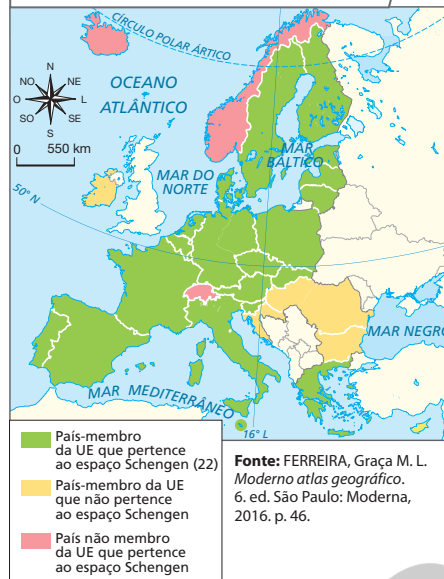 CÍRCULO POLAR ÁRTICO
N
NO
NE
O
L
SO
SE
S
0 550 km
OCEANO
ATLÂNTICO
50° N
MAR DO
NORTE
MAR
BÁLTICO
MAR NEGRO
MAR MEDITERRÂNEO
16° L
País-membro
da UE que pertence
ao espaço Schengen (22)
País-membro da UE
que não pertence
ao espaço Schengen
País não membro
da UE que pertence
ao espaço Schengen
Fonte: FERREIRA, Graça M. L.
Moderno atlas geográfico.
6. ed. São Paulo: Moderna,
2016. p. 46.